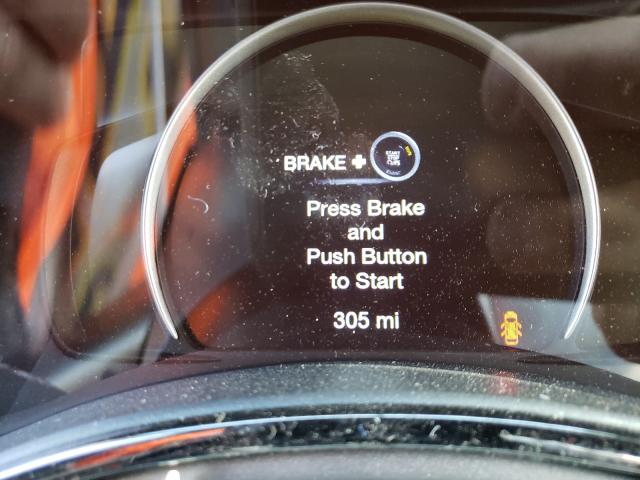 BRAKE +
START
STOP
Press Brake
and
Push Button
to Start
305 mi